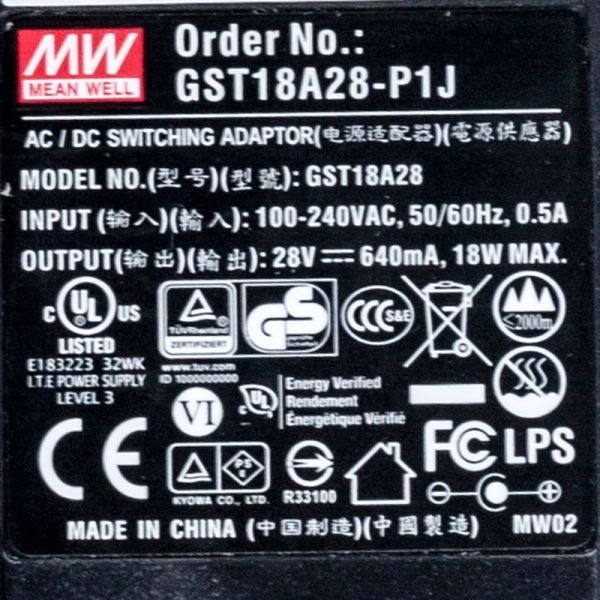 MW
MEAN WELL
Order No.:
GST18A28-P1J
AC / DC SWITCHING ADAPTOR(电源适配器)(電源供應器)
MODEL NO.(型号)(型號): GST18A28
INPUT (输入)(輸入): 100-240VAC, 50/60Hz, 0.5A
OUTPUT(输出)(輸出): 28V ⎓ 640mA, 18W MAX.
c UL US
LISTED
E183223 32WK
I.T.E POWER SUPPLY
LEVEL 3
TÜVRheinland
ZERTIFIZIERT
www.tuv.com
ID 1000000000
GS
CCC S&E
≤2000m
VI
c UL
Energy Verified
Rendement
Énergétique Vérifié
CE
PSE
KYOWA CO., LTD.
R33100
FC LPS
MADE IN CHINA (中国制造)(中國製造) MW02